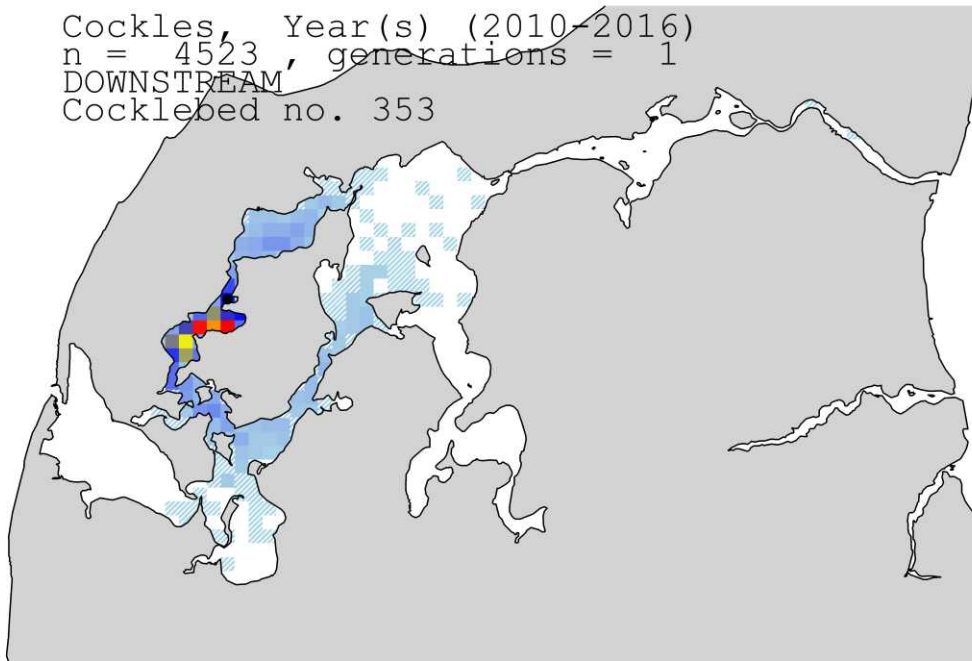 Cockles, Year(s) (2010-2016)
n = 4523 , generations = 1
DOWNSTREAM
Cocklebed no. 353